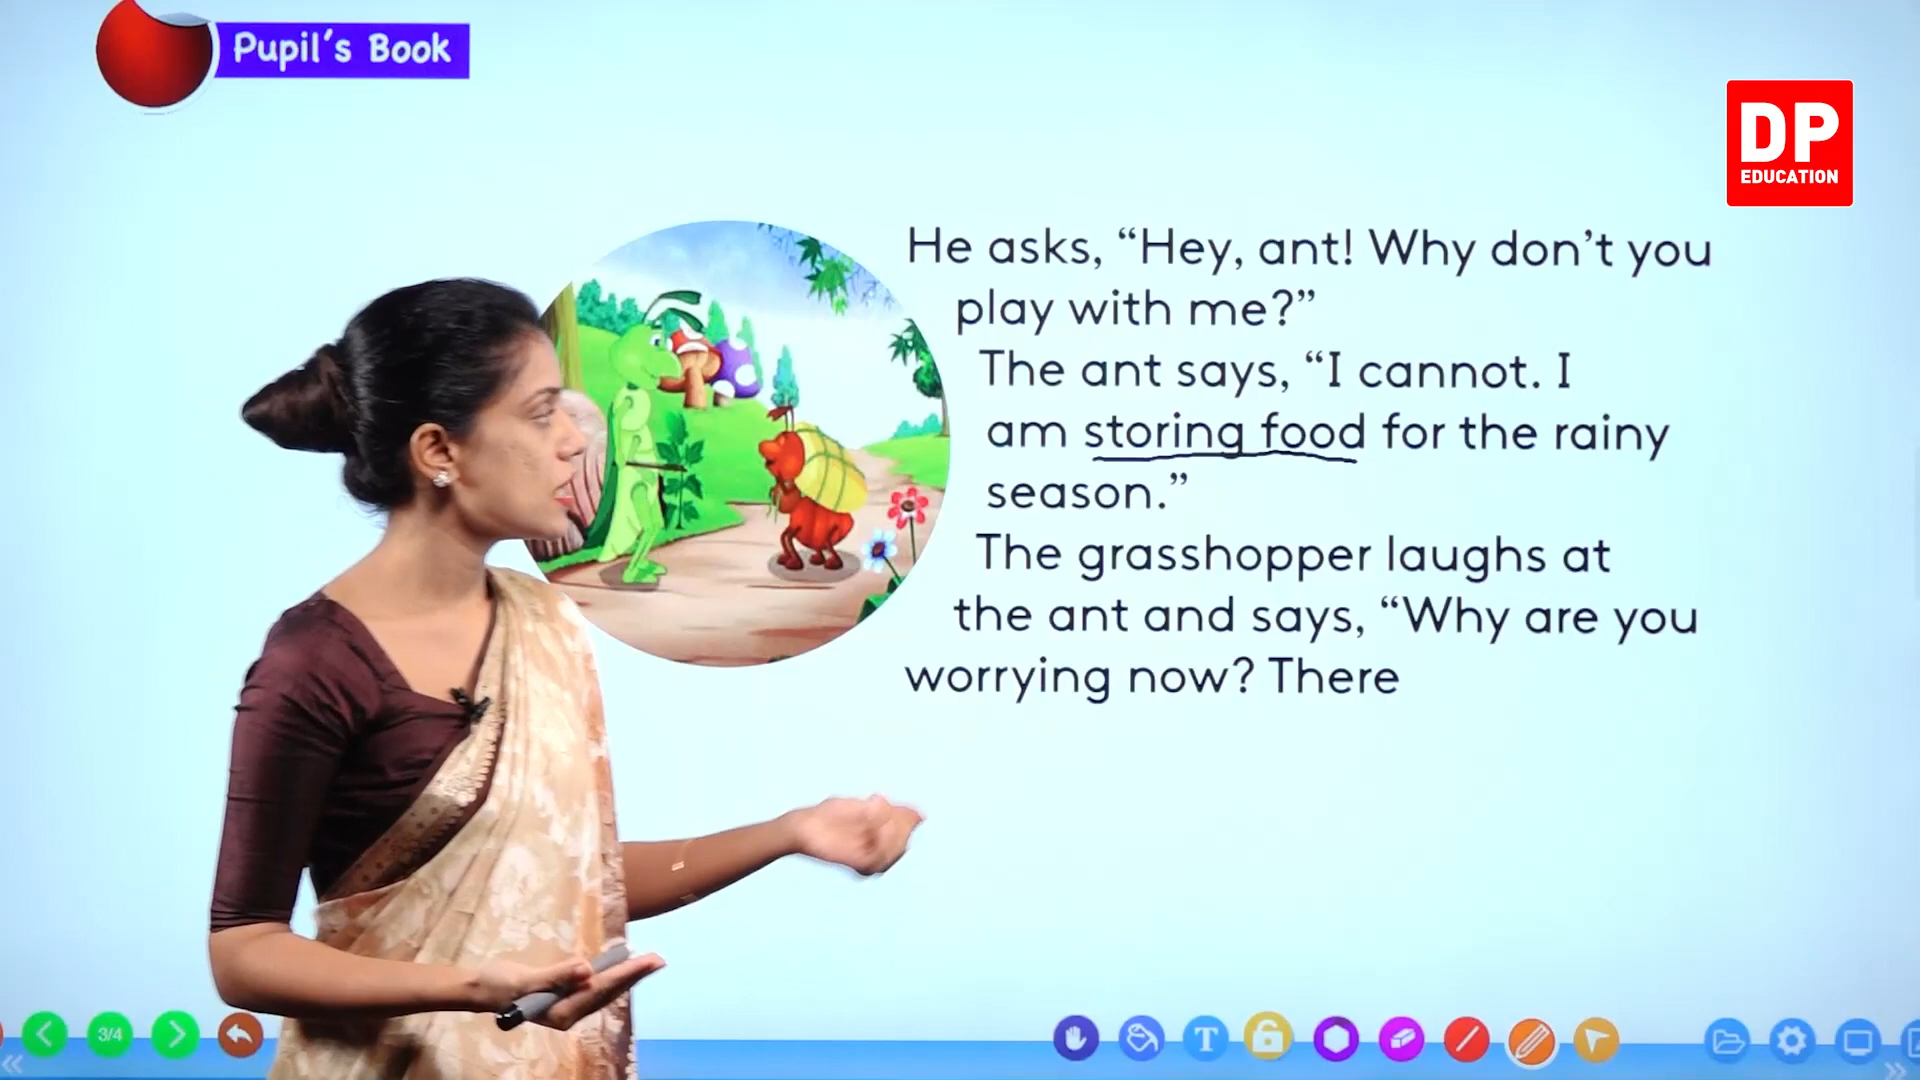 Pupil's Book
DP
EDUCATION
He asks, “Hey, ant! Why don’t you
play with me?”
The ant says, “I cannot. I
am storing food for the rainy
season.”
The grasshopper laughs at
the ant and says, “Why are you
worrying now? There
3/4
T